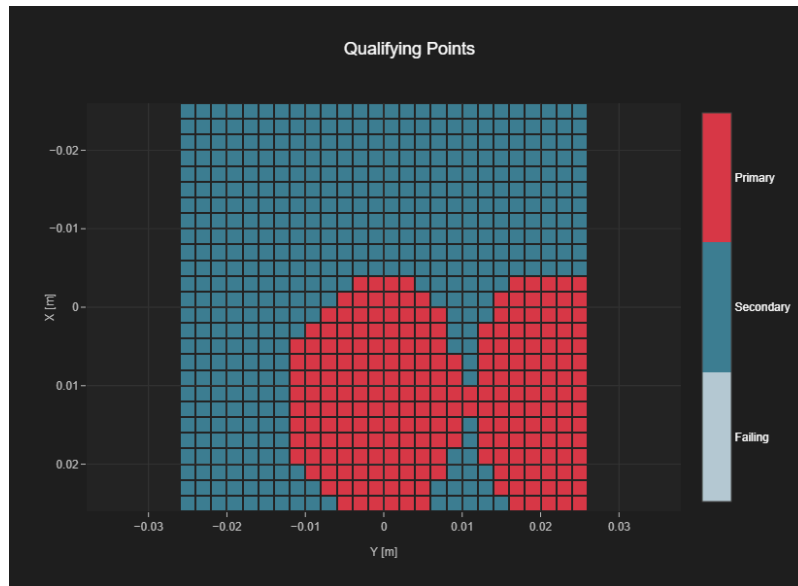 Qualifying Points
Primary
Secondary
Failing
X [m]
−0.02
−0.01
0
0.01
0.02
−0.03
−0.02
−0.01
0
0.01
0.02
0.03
Y [m]